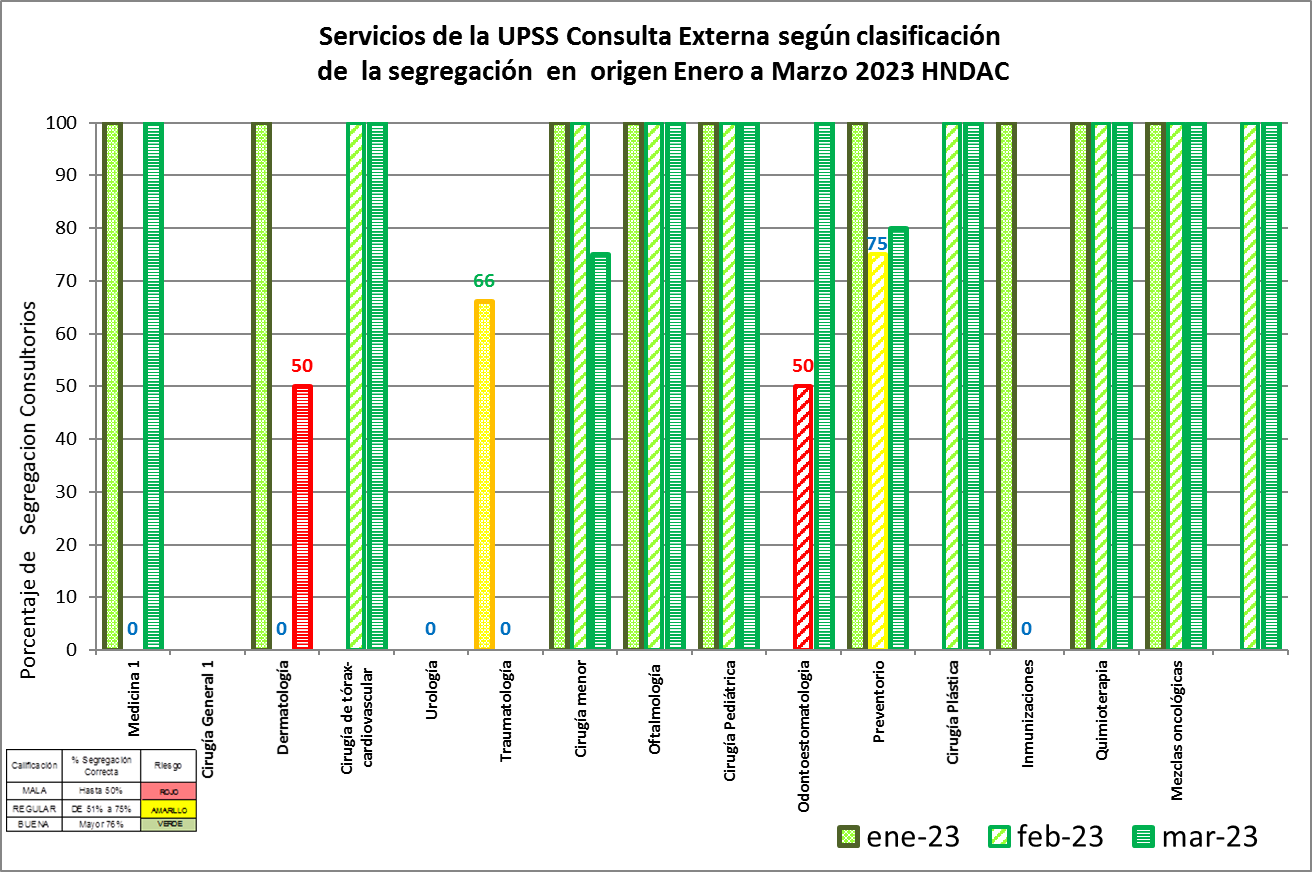 Servicios de la UPSS Consulta Externa según clasificación
de la segregación en origen Enero a Marzo 2023 HNDAC
Porcentaje de Segregacion Consultorios
100
90
80
70
60
50
40
30
20
10
0
0
0
50
0
66
0
50
75
0
Medicina 1
Cirugía General 1
Dermatología
Cirugía de tórax-
cardiovascular
Urología
Traumatología
Cirugía menor
Oftalmología
Cirugía Pediátrica
Odontoestomatologia
Preventorio
Cirugía Plástica
Inmunizaciones
Quimioterapia
Mezclas oncológicas
Calificación % Segregación Correcta Riesgo
MALA Hasta 50% ROJO
REGULAR DE 51% a 75% AMARILLO
BUENA Mayor 76% VERDE
ene-23 feb-23 mar-23